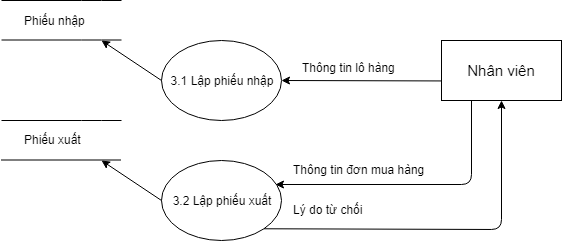 Phiếu nhập
Thông tin lô hàng
Nhân viên
3.1 Lập phiếu nhập
Phiếu xuất
Thông tin đơn mua hàng
3.2 Lập phiếu xuất
Lý do từ chối